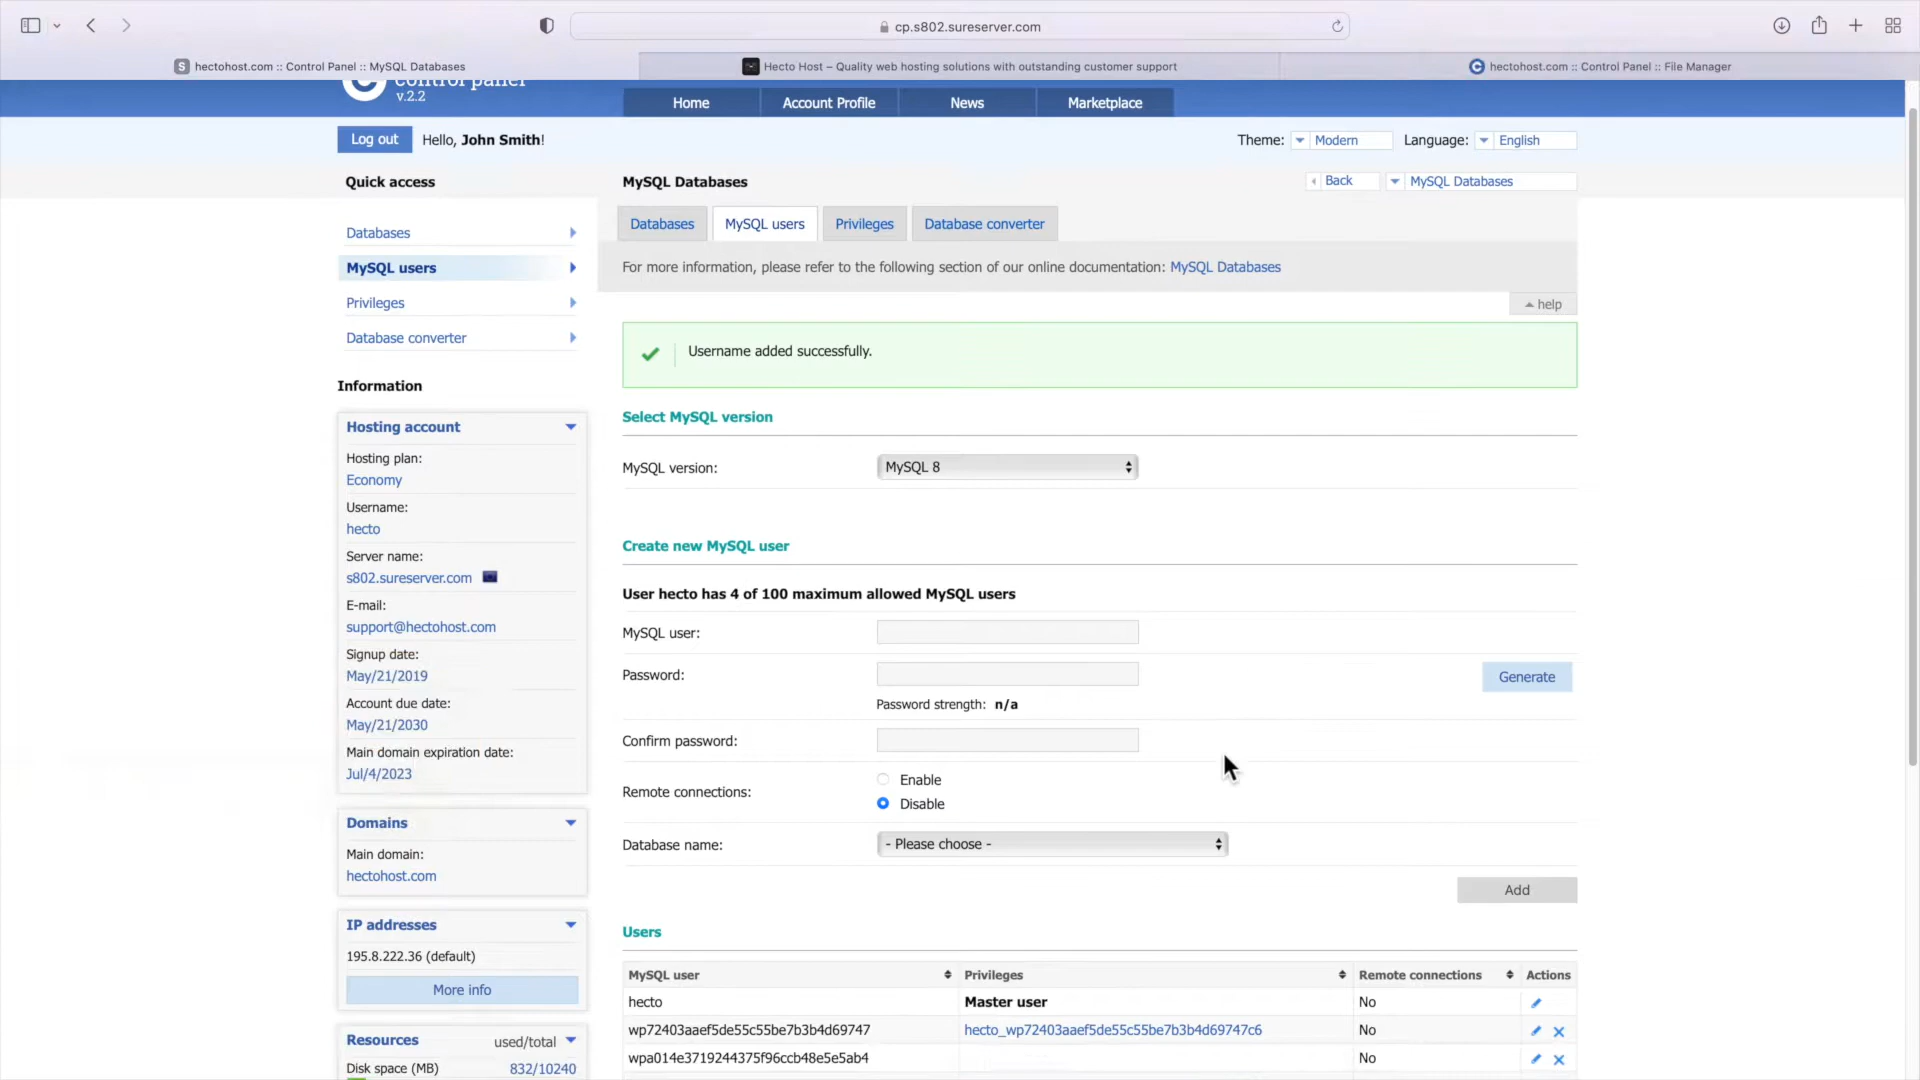 cp.s802.sureserver.com
S hectohost.com :: Control Panel :: MySQL Databases
Hecto Host – Quality web hosting solutions with outstanding customer support
hectohost.com :: Control Panel :: File Manager
control panel
v.2.2
Home
Account Profile
News
Marketplace
Log out
Hello, John Smith!
Theme:
Modern
Language:
English
Quick access
Databases
MySQL users
Privileges
Database converter
Information
Hosting account
Hosting plan:
Economy
Username:
hecto
Server name:
s802.sureserver.com
E-mail:
support@hectohost.com
Signup date:
May/21/2019
Account due date:
May/21/2030
Main domain expiration date:
Jul/4/2023
Domains
Main domain:
hectohost.com
IP addresses
195.8.222.36 (default)
More info
Resources used/total
Disk space (MB) 832/10240
MySQL Databases
Back
MySQL Databases
Databases
MySQL users
Privileges
Database converter
For more information, please refer to the following section of our online documentation: MySQL Databases
help
Username added successfully.
Select MySQL version
MySQL version: MySQL 8
Create new MySQL user
User hecto has 4 of 100 maximum allowed MySQL users
MySQL user:
Password:
Generate
Password strength: n/a
Confirm password:
Remote connections:
Enable
Disable
Database name: - Please choose -
Add
Users
MySQL user Privileges Remote connections Actions
hecto Master user No
wp72403aaef5de55c55be7b3b4d69747 hecto_wp72403aaef5de55c55be7b3b4d69747c6 No
wpa014e3719244375f96ccb48e5e5ab4 No